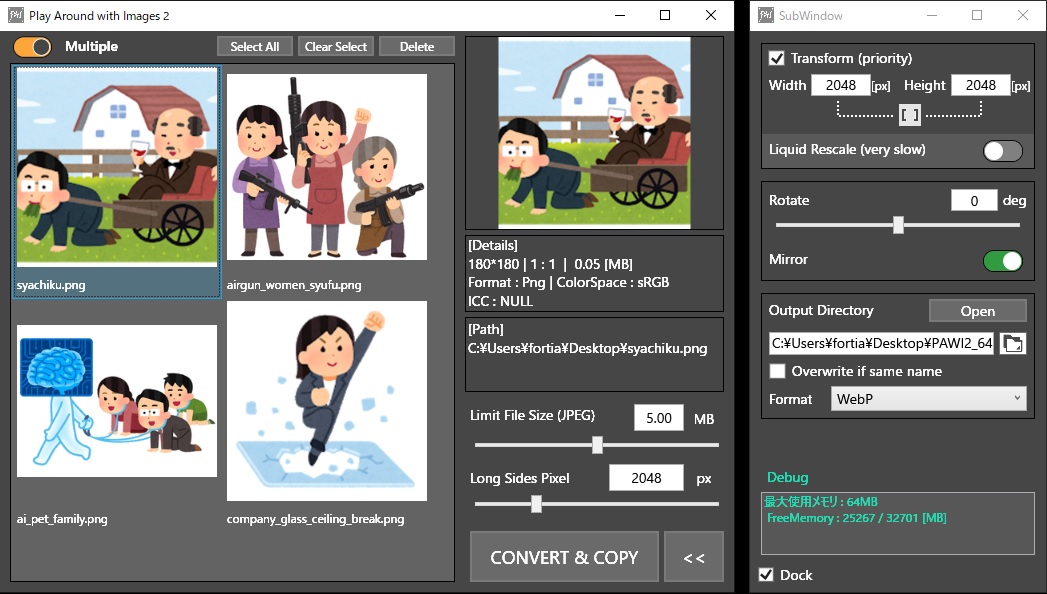 Play Around with Images 2
Multiple
Select All
Clear Select
Delete
syachiku.png
airgun_women_syufu.png
ai_pet_family.png
company_glass_ceiling_break.png
[Details]
180*180 | 1 : 1 | 0.05 [MB]
Format : Png | ColorSpace : sRGB
ICC : NULL
[Path]
C:¥Users¥fortia¥Desktop¥syachiku.png
Limit File Size (JPEG)
5.00
MB
Long Sides Pixel
2048
px
CONVERT & COPY
<<
SubWindow
Transform (priority)
Width 2048 [px] Height 2048 [px]
[ ]
Liquid Rescale (very slow)
Rotate
0
deg
Mirror
Output Directory
Open
C:¥Users¥fortia¥Desktop¥PAWI2_64
Overwrite if same name
Format
WebP
Debug
最大使用メモリ : 64MB
FreeMemory : 25267 / 32701 [MB]
Dock